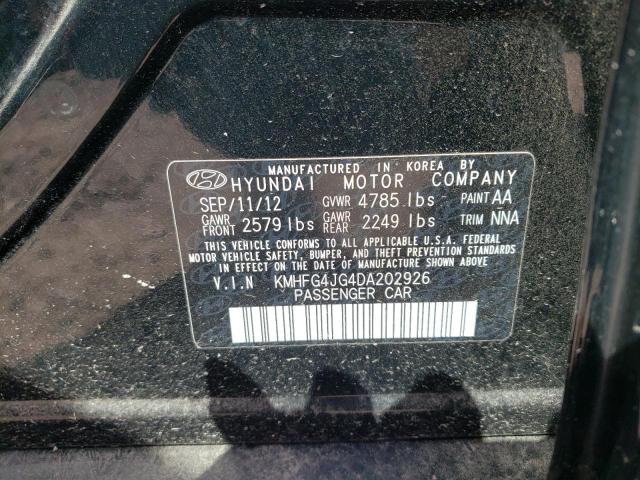 MANUFACTURED IN KOREA BY
HYUNDAI MOTOR COMPANY
SEP/11/12 GVWR 4785 lbs PAINT AA
GAWR FRONT 2579 lbs GAWR REAR 2249 lbs TRIM NNA
THIS VEHICLE CONFORMS TO ALL APPLICABLE U.S.A. FEDERAL
MOTOR VEHICLE SAFETY, BUMPER, AND THEFT PREVENTION STANDARDS
IN EFFECT ON THE DATE OF MANUFACTURE SHOWN ABOVE
V.I.N KMHFG4JG4DA202926
PASSENGER CAR